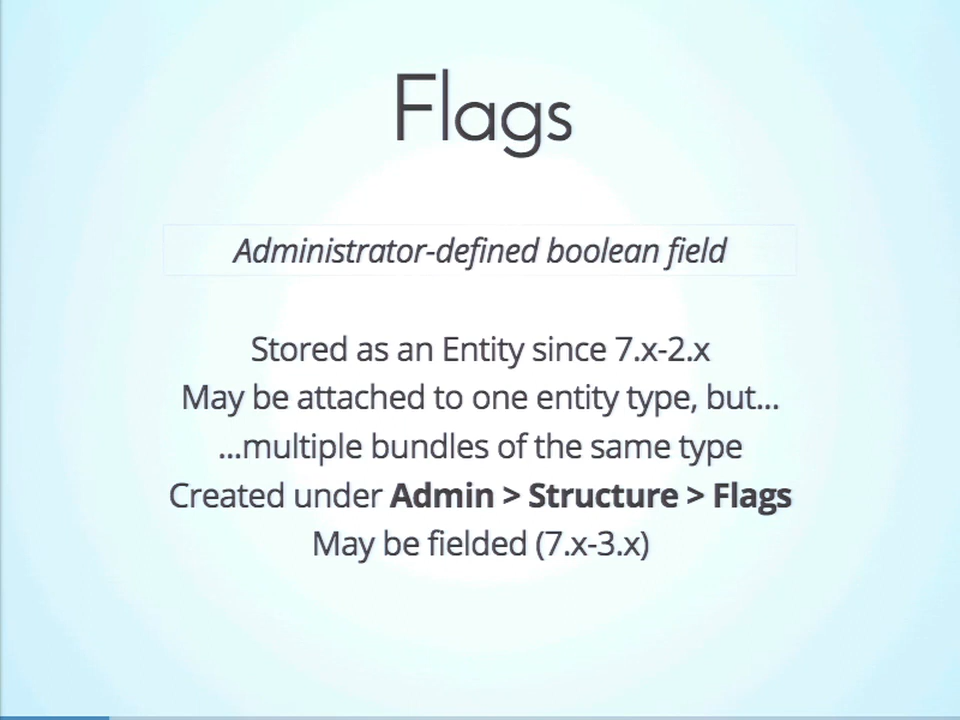 Flags
Administrator-defined boolean field
Stored as an Entity since 7.x-2.x
May be attached to one entity type, but...
...multiple bundles of the same type
Created under Admin > Structure > Flags
May be fielded (7.x-3.x)